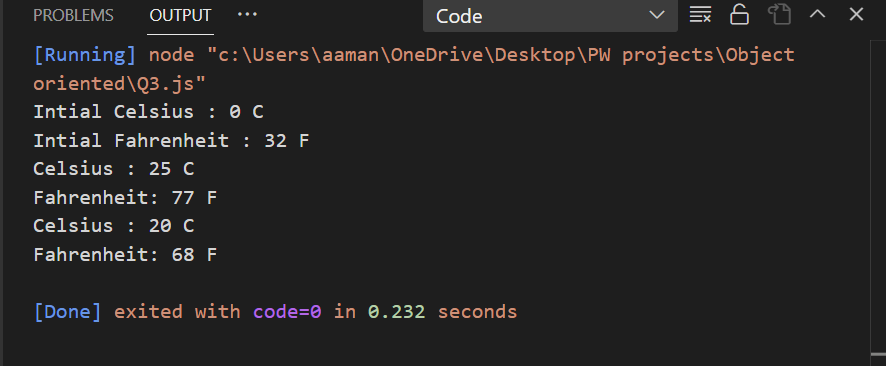 PROBLEMS OUTPUT ... Code
[Running] node "c:\Users\aaman\OneDrive\Desktop\PW projects\Object
oriented\Q3.js"
Intial Celsius : 0 C
Intial Fahrenheit : 32 F
Celsius : 25 C
Fahrenheit: 77 F
Celsius : 20 C
Fahrenheit: 68 F
[Done] exited with code=0 in 0.232 seconds